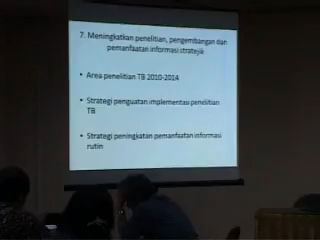 7. Meningkatkan penelitian, pengembangan dan
pemanfaatan informasi stratejik
• Area penelitian TB 2010-2014
• Strategi penguatan implementasi penelitian
TB
• Strategi peningkatan pemanfaatan informasi
rutin